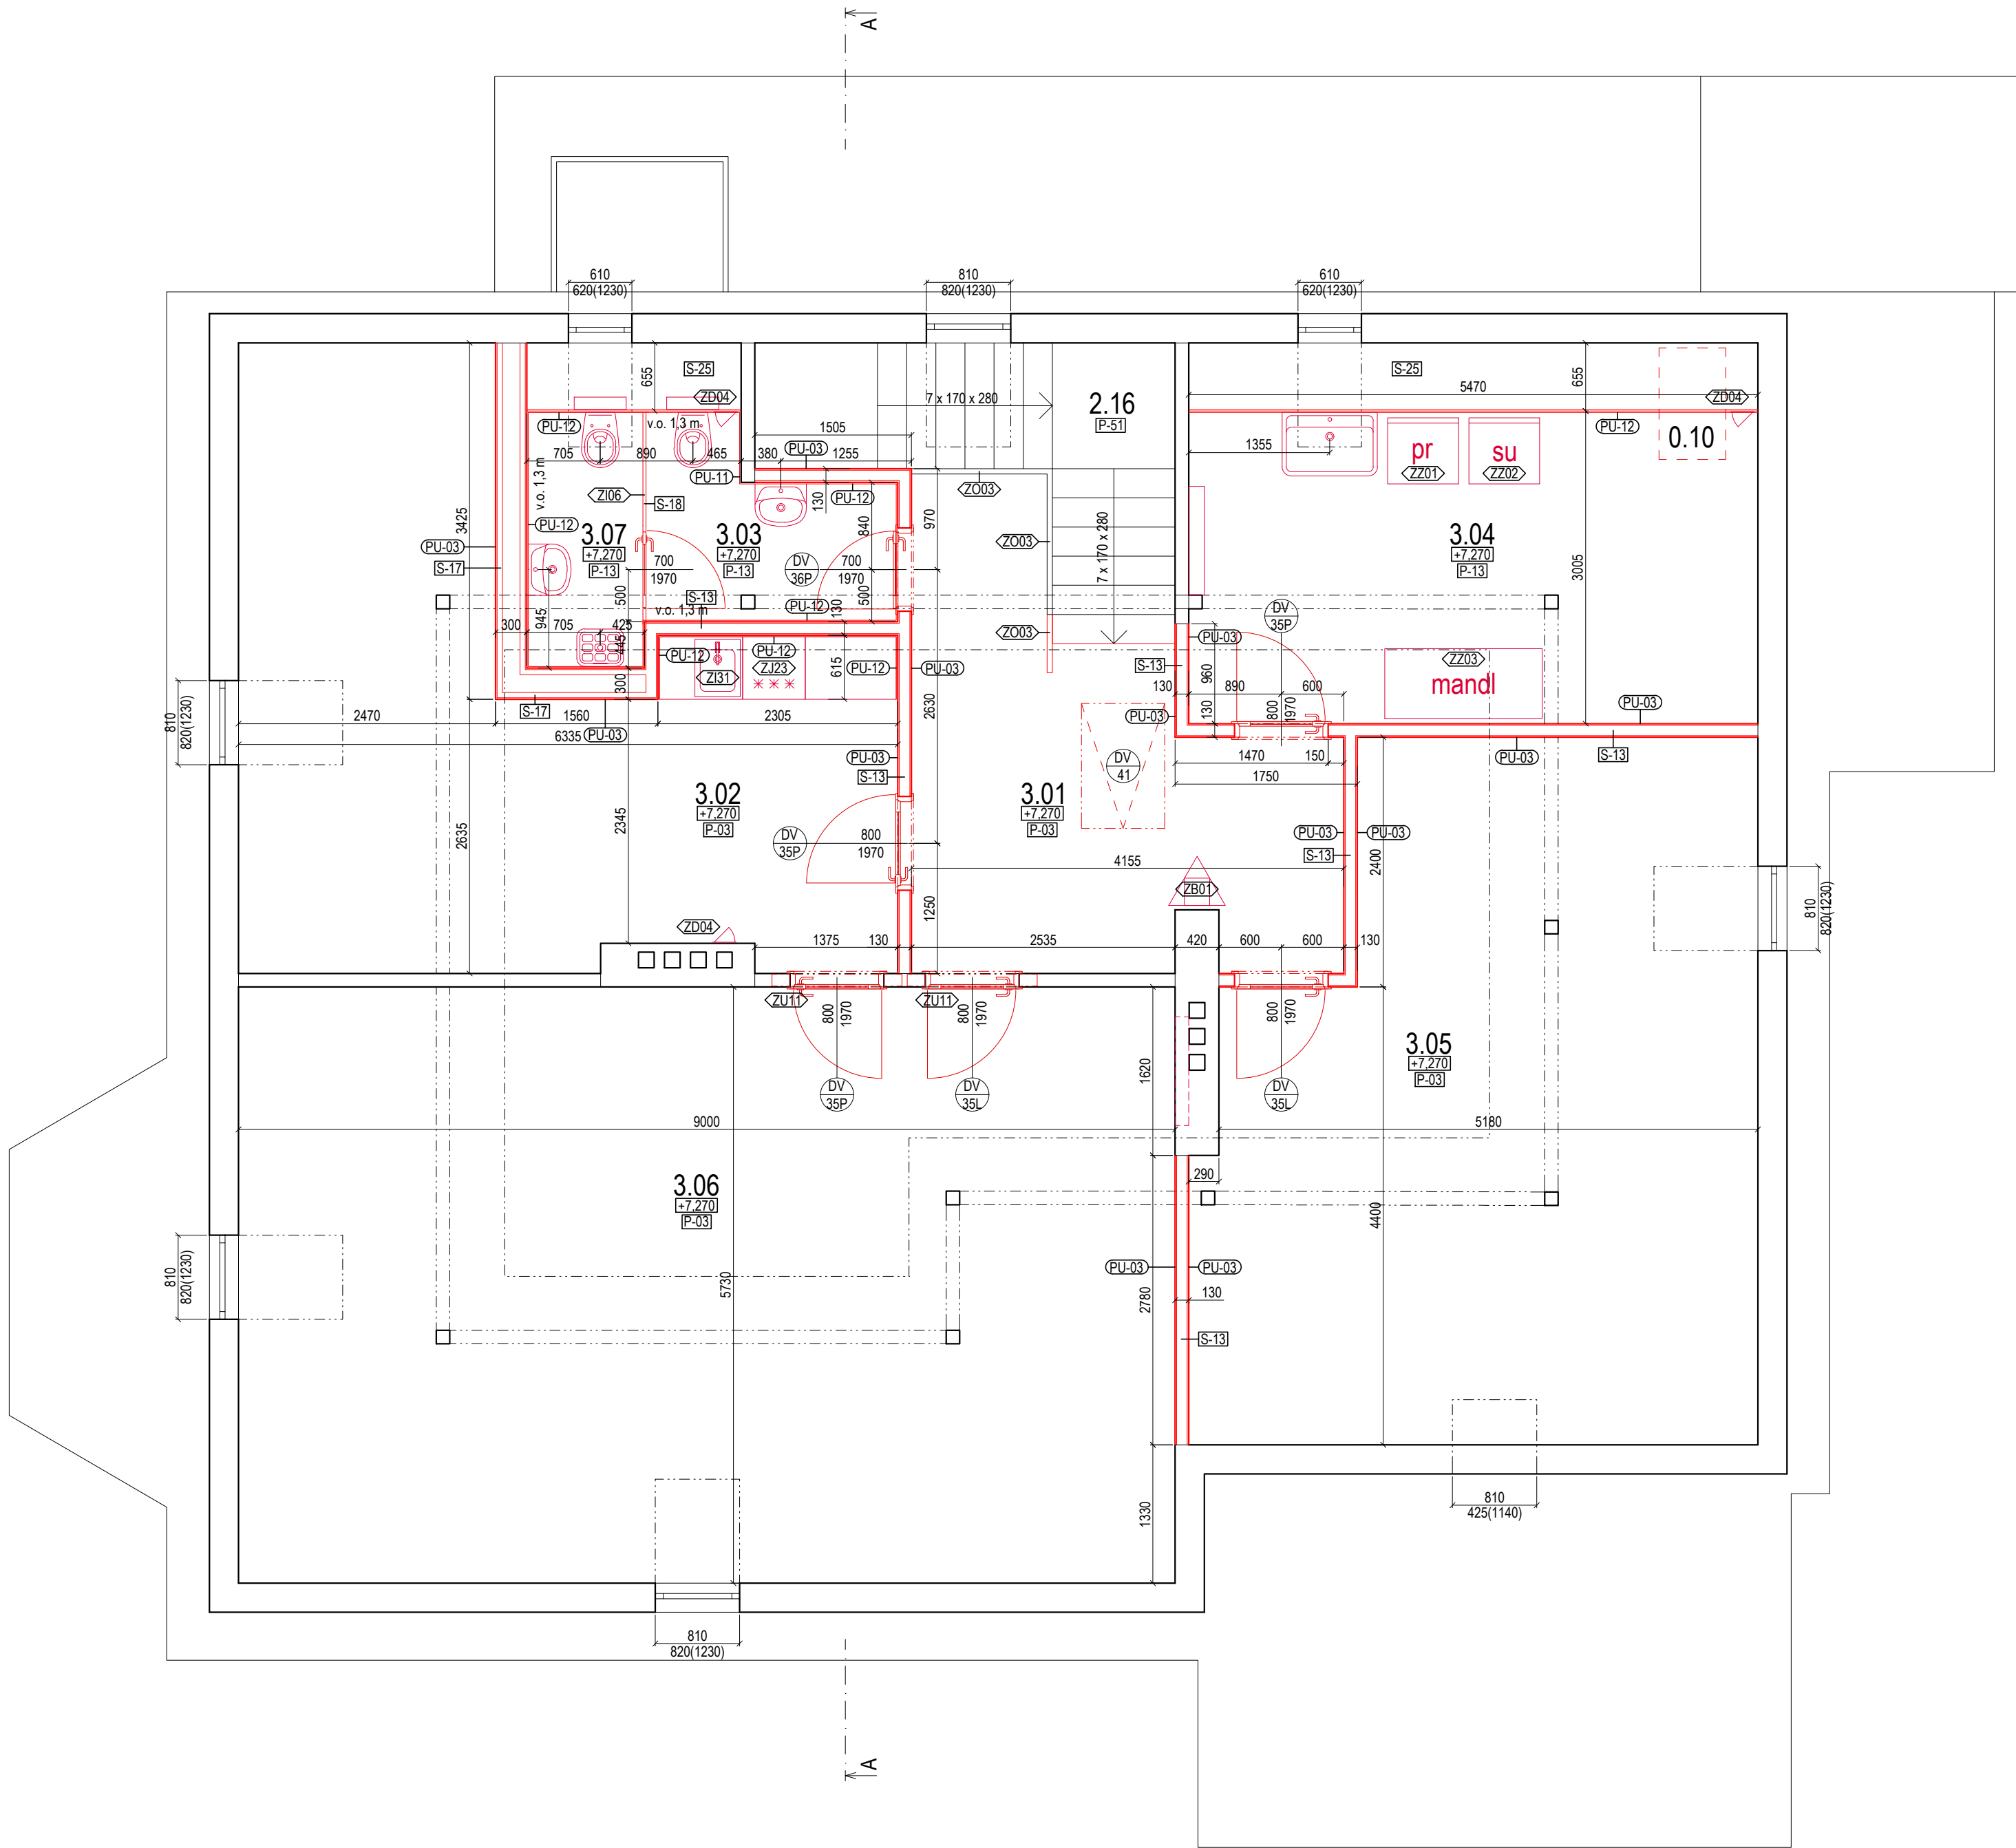 A
610
620(1230)
810
820(1230)
610
620(1230)
655
S-25
ZD04
7 x 170 x 280
2.16
P-51
S-25
5470
655
ZD04
0.10
PU-12
v.o. 1,3 m
1505
PU-03
PU-12
705
890
465
380
1255
1355
pr
ZZ01
su
ZZ02
PU-11
v.o. 1,3 m
ZI06
S-18
130
PU-12
840
970
ZO03
3425
PU-12
3.07
+7,270
P-13
3.03
+7,270
P-13
PU-03
S-17
700
1970
DV
36P
700
1970
ZO03
7 x 170 x 280
3.04
+7,270
P-13
3005
945
500
S-13
v.o. 1,3 m
PU-12
130
500
DV
35P
300
705
425
445
PU-12
PU-12
ZJ23
ZI31
PU-12
615
PU-03
ZO03
PU-03
S-13
960
ZZ03
mandl
300
S-17
2630
130
890
600
800
1970
PU-03
130
PU-03
2470
1560
2305
6335
PU-03
810
820(1230)
PU-03
S-13
DV
41
1470
150
1750
PU-03
S-13
3.02
+7,270
P-03
3.01
+7,270
P-03
2635
2345
DV
35P
800
1970
PU-03
PU-03
S-13
2400
4155
ZB01
1250
ZD04
1375
130
2535
420
600
600
130
810
820(1230)
ZU11
ZU11
800
1970
800
1970
800
1970
DV
35P
DV
35L
DV
35L
3.05
+7,270
P-03
1620
9000
5180
290
3.06
+7,270
P-03
4400
810
820(1230)
5730
PU-03
PU-03
2780
130
S-13
1330
810
425(1140)
810
820(1230)
A